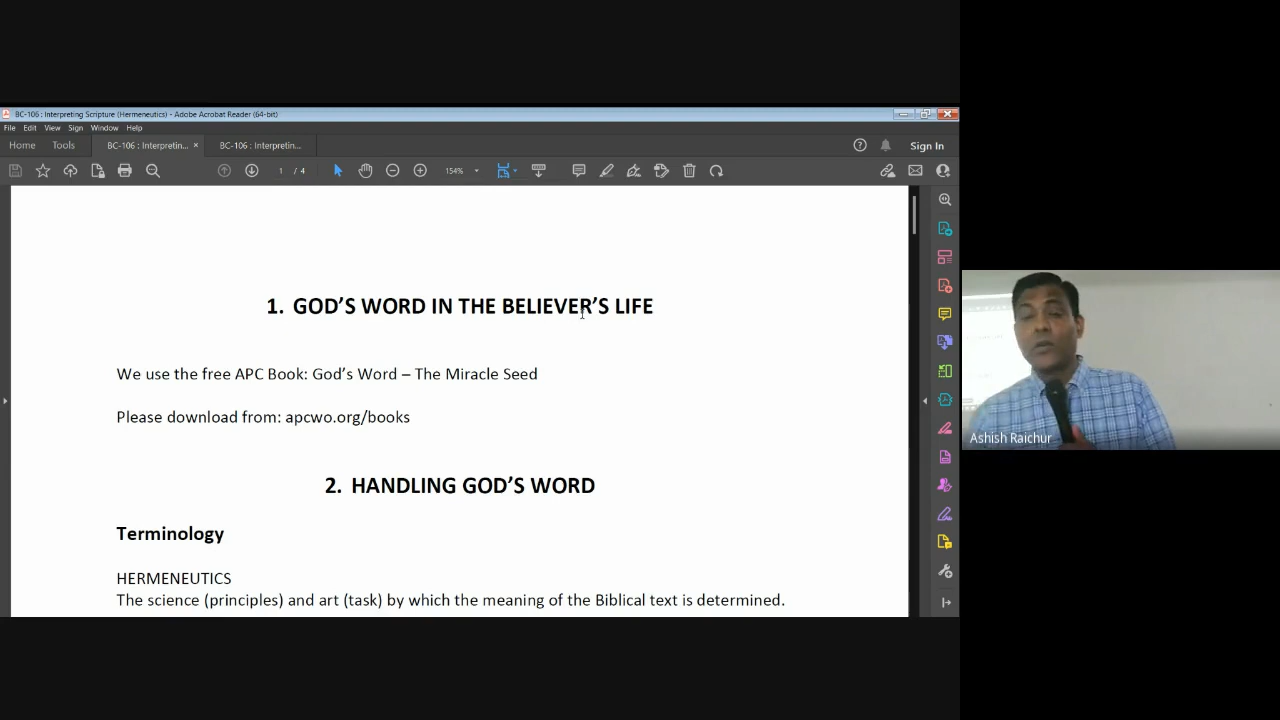 BC-106 : Interpreting Scripture (Hermeneutics) - Adobe Acrobat Reader (64-bit)
File Edit View Sign Window Help
Home Tools BC-106 : Interpretin... × BC-106 : Interpretin... Sign In
1 / 4 154%
1. GOD’S WORD IN THE BELIEVER’S LIFE
We use the free APC Book: God’s Word – The Miracle Seed
Please download from: apcwo.org/books
2. HANDLING GOD’S WORD
Terminology
HERMENEUTICS
The science (principles) and art (task) by which the meaning of the Biblical text is determined.
Ashish Raichur